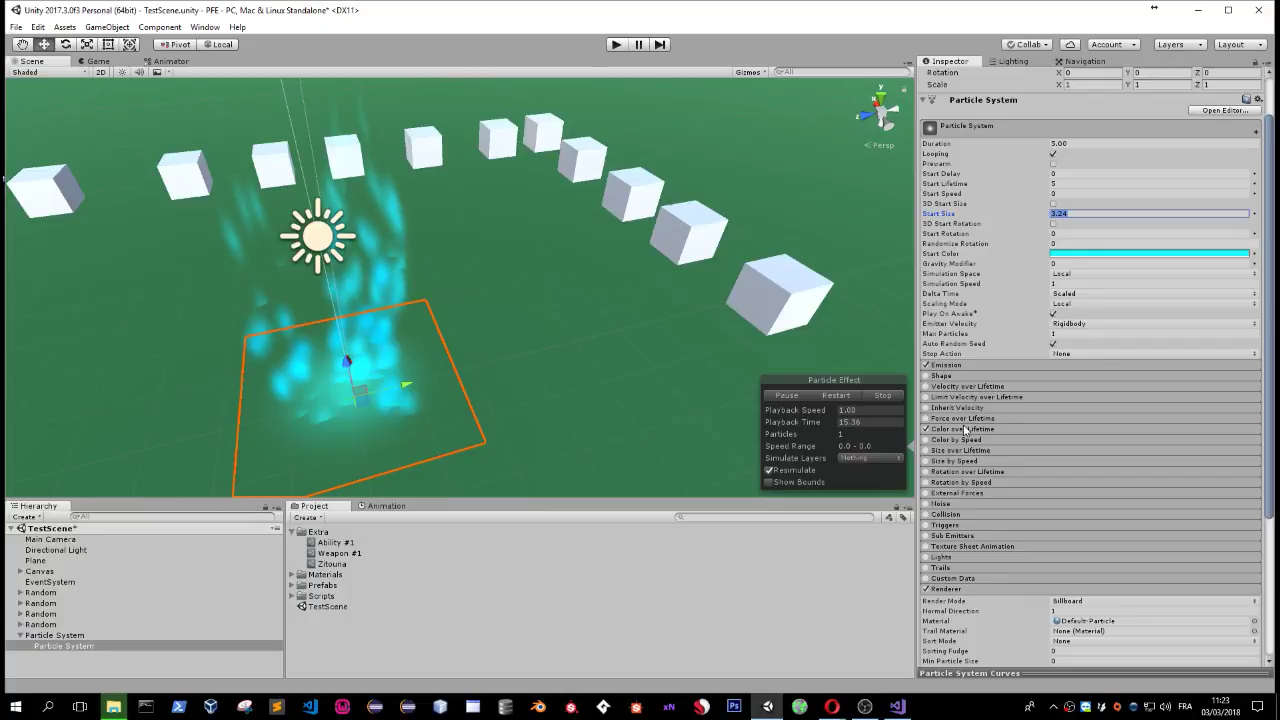 Unity 2017.3.0f3 Personal (64bit) - TestScene.unity - PFE - PC, Mac & Linux Standalone* <DX11>
File Edit Assets GameObject Component Window Help
Pivot Local Collab Account Layers Layout
Scene Game Animator
Shaded 2D Gizmos All
y
x
z
Persp
Particle Effect
Pause Restart Stop
Playback Speed 1.00
Playback Time 15.36
Particles 1
Speed Range 0.0 - 0.0
Simulate Layers Nothing
Resimulate
Show Bounds
Inspector Lighting Navigation
Rotation X 0 Y 0 Z 0
Scale X 1 Y 1 Z 1
Particle System
Open Editor...
Particle System
Duration 5.00
Looping
Prewarm
Start Delay 0
Start Lifetime 5
Start Speed 0
3D Start Size
Start Size 3.24
3D Start Rotation
Start Rotation 0
Randomize Rotation 0
Start Color
Gravity Modifier 0
Simulation Space Local
Simulation Speed 1
Delta Time Scaled
Scaling Mode Local
Play On Awake*
Emitter Velocity Rigidbody
Max Particles 1
Auto Random Seed
Stop Action None
Emission
Shape
Velocity over Lifetime
Limit Velocity over Lifetime
Inherit Velocity
Force over Lifetime
Color over Lifetime
Color by Speed
Size over Lifetime
Size by Speed
Rotation over Lifetime
Rotation by Speed
External Forces
Noise
Collision
Triggers
Sub Emitters
Texture Sheet Animation
Lights
Trails
Custom Data
Renderer
Render Mode Billboard
Normal Direction 1
Material Default-Particle
Trail Material None (Material)
Sort Mode None
Sorting Fudge 0
Min Particle Size 0
Particle System Curves
Hierarchy
Create All
TestScene*
Main Camera
Directional Light
Plane
Canvas
EventSystem
Random
Random
Random
Random
Particle System
Particle System
Project Animation
Create
Extra
Ability #1
Weapon #1
Zitouna
Materials
Prefabs
Scripts
TestScene
FRA
11:23
03/03/2018